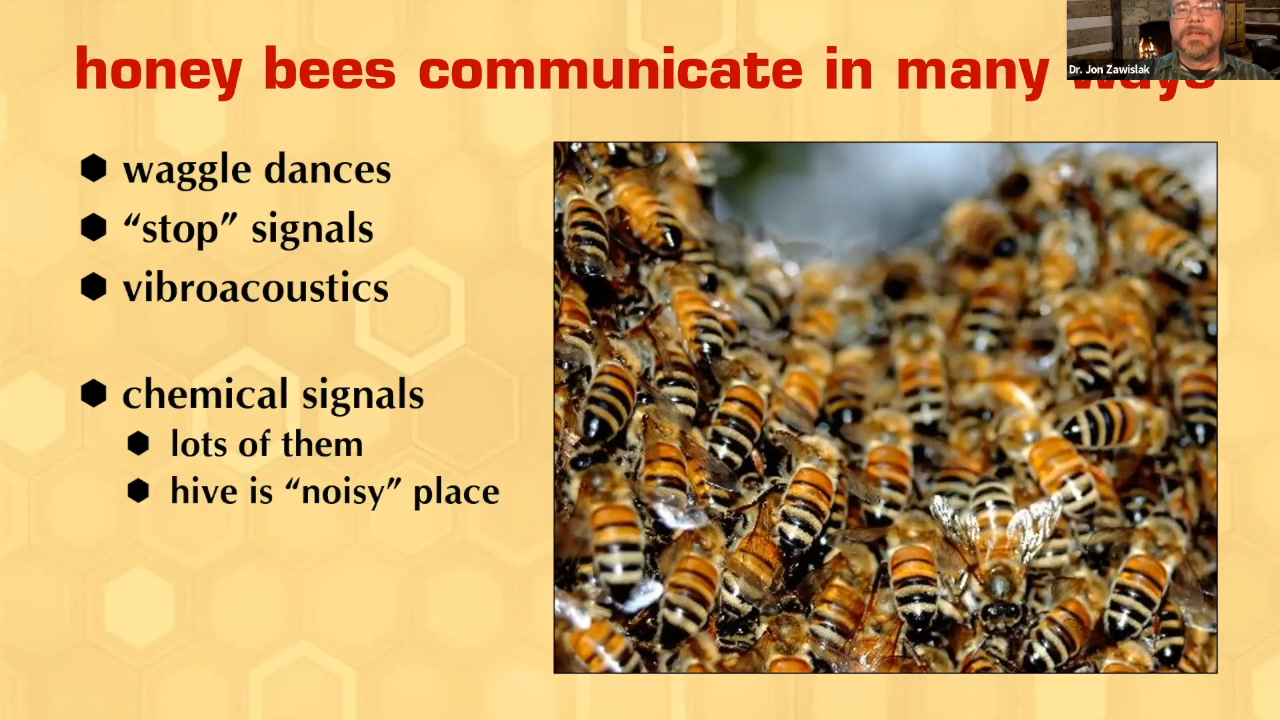 honey bees communicate in many ways
Dr. Jon Zawislak
waggle dances
“stop” signals
vibroacoustics
chemical signals
lots of them
hive is “noisy” place